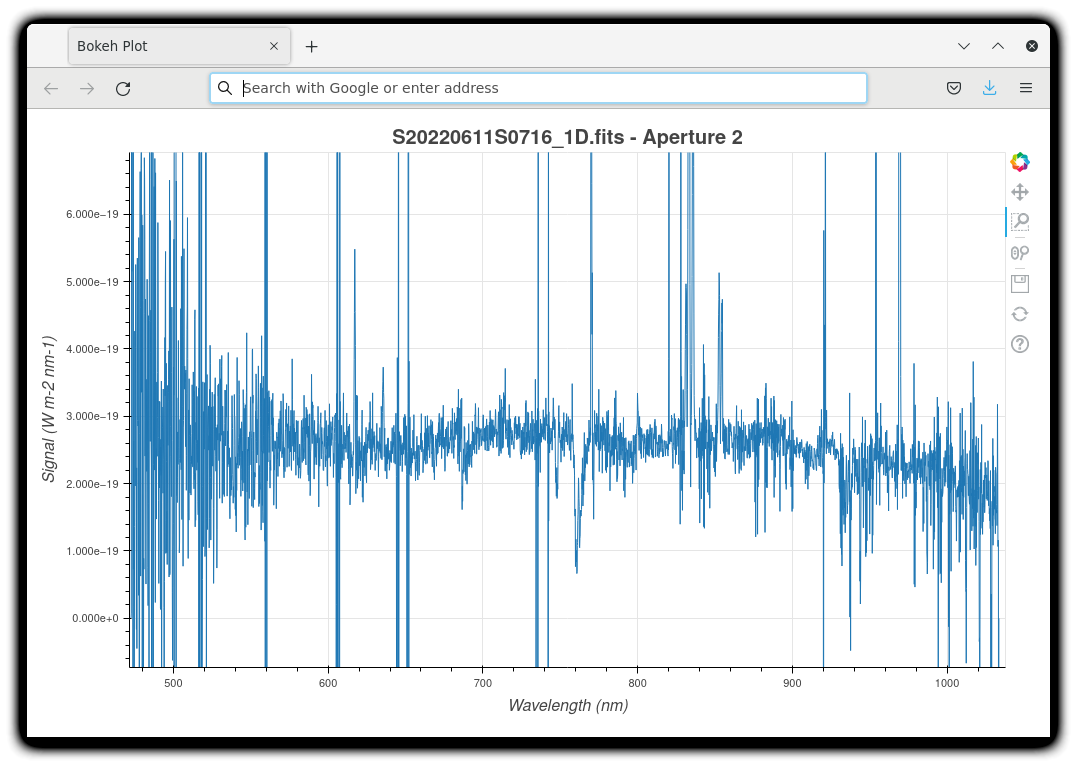 Bokeh Plot
Search with Google or enter address
S20220611S0716_1D.fits - Aperture 2
6.000e−19
5.000e−19
4.000e−19
3.000e−19
2.000e−19
1.000e−19
0.000e+0
Signal (W m-2 nm-1)
500
600
700
800
900
1000
Wavelength (nm)